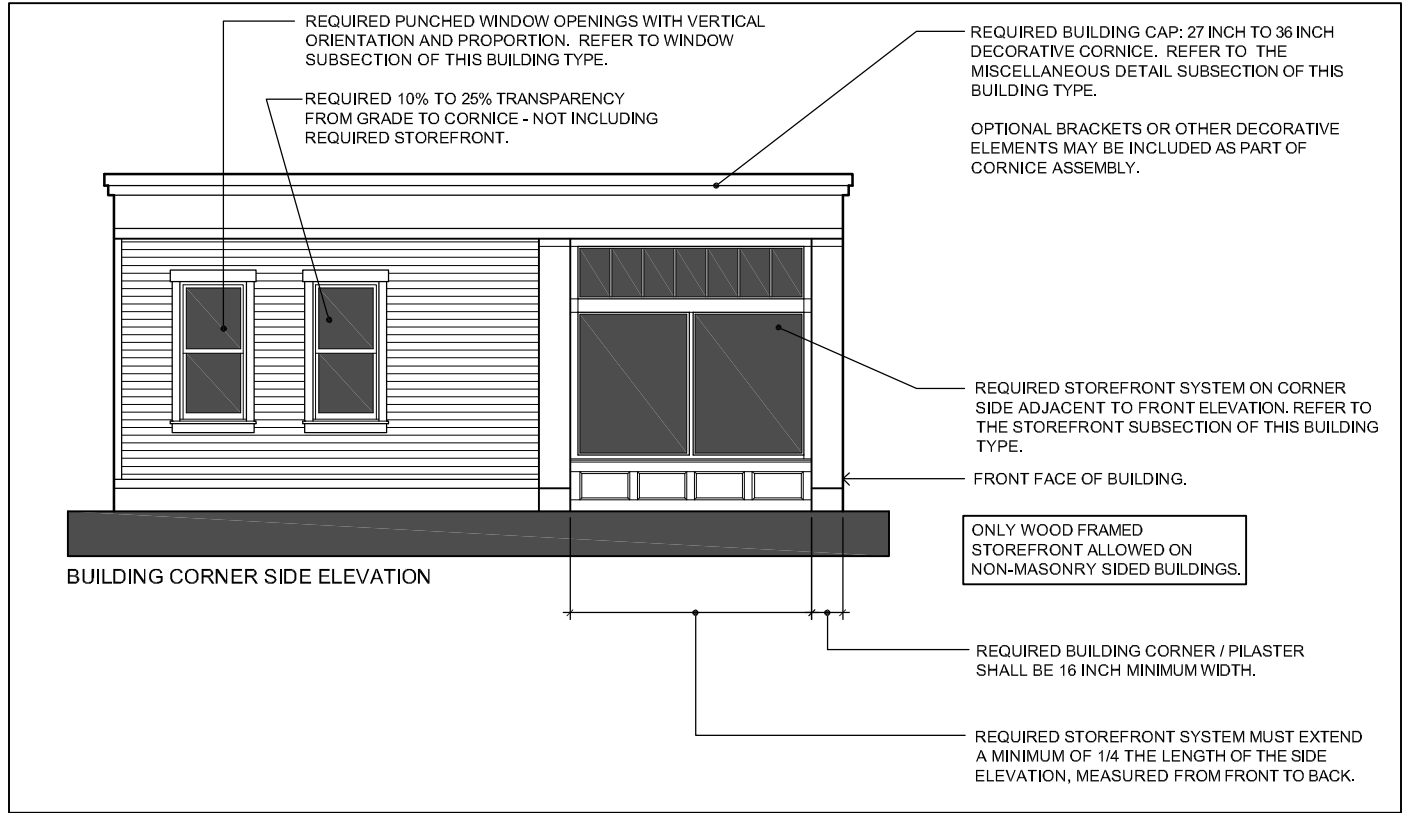 REQUIRED PUNCHED WINDOW OPENINGS WITH VERTICAL
ORIENTATION AND PROPORTION. REFER TO WINDOW
SUBSECTION OF THIS BUILDING TYPE.
REQUIRED 10% TO 25% TRANSPARENCY
FROM GRADE TO CORNICE - NOT INCLUDING
REQUIRED STOREFRONT.
REQUIRED BUILDING CAP: 27 INCH TO 36 INCH
DECORATIVE CORNICE. REFER TO THE
MISCELLANEOUS DETAIL SUBSECTION OF THIS
BUILDING TYPE.
OPTIONAL BRACKETS OR OTHER DECORATIVE
ELEMENTS MAY BE INCLUDED AS PART OF
CORNICE ASSEMBLY.
REQUIRED STOREFRONT SYSTEM ON CORNER
SIDE ADJACENT TO FRONT ELEVATION. REFER TO
THE STOREFRONT SUBSECTION OF THIS BUILDING
TYPE.
FRONT FACE OF BUILDING.
ONLY WOOD FRAMED
STOREFRONT ALLOWED ON
NON-MASONRY SIDED BUILDINGS.
BUILDING CORNER SIDE ELEVATION
REQUIRED BUILDING CORNER / PILASTER
SHALL BE 16 INCH MINIMUM WIDTH.
REQUIRED STOREFRONT SYSTEM MUST EXTEND
A MINIMUM OF 1/4 THE LENGTH OF THE SIDE
ELEVATION, MEASURED FROM FRONT TO BACK.